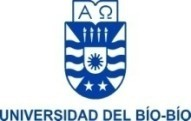 Α Ω
UNIVERSIDAD DEL BÍO-BÍO